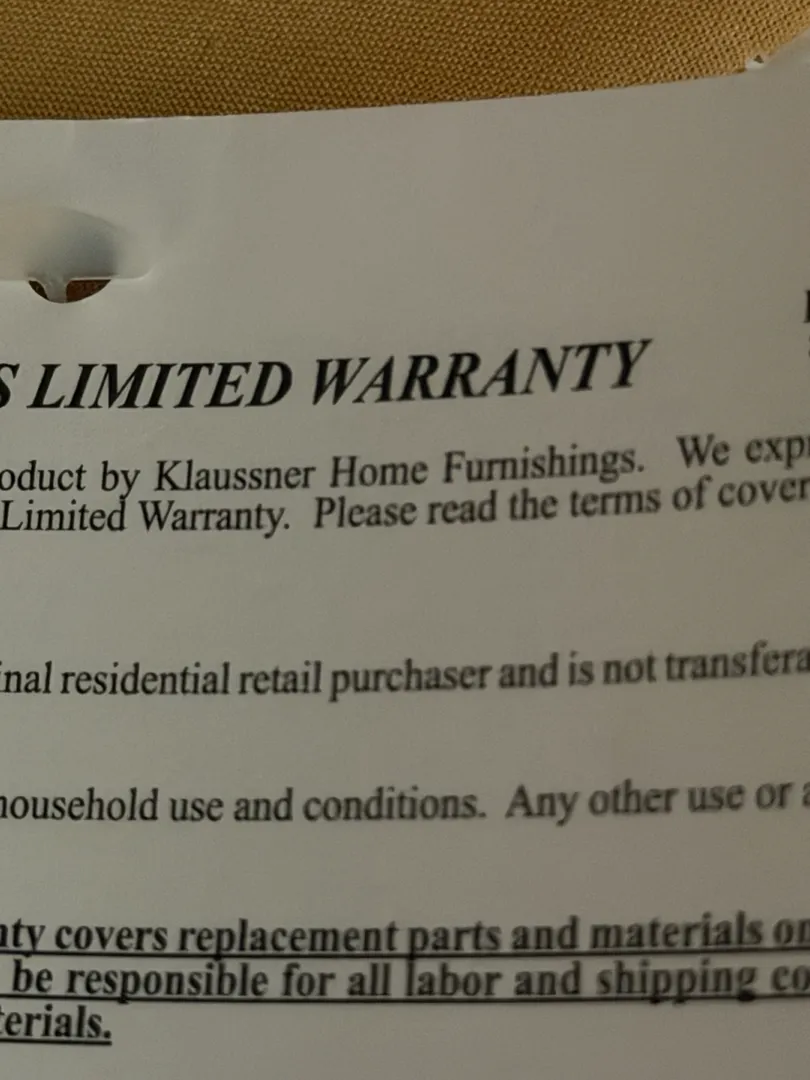 S LIMITED WARRANTY
oduct by Klaussner Home Furnishings. We exp
Limited Warranty. Please read the terms of cover
inal residential retail purchaser and is not transfera
household use and conditions. Any other use or a
nty covers replacement parts and materials on
be responsible for all labor and shipping co
terials.